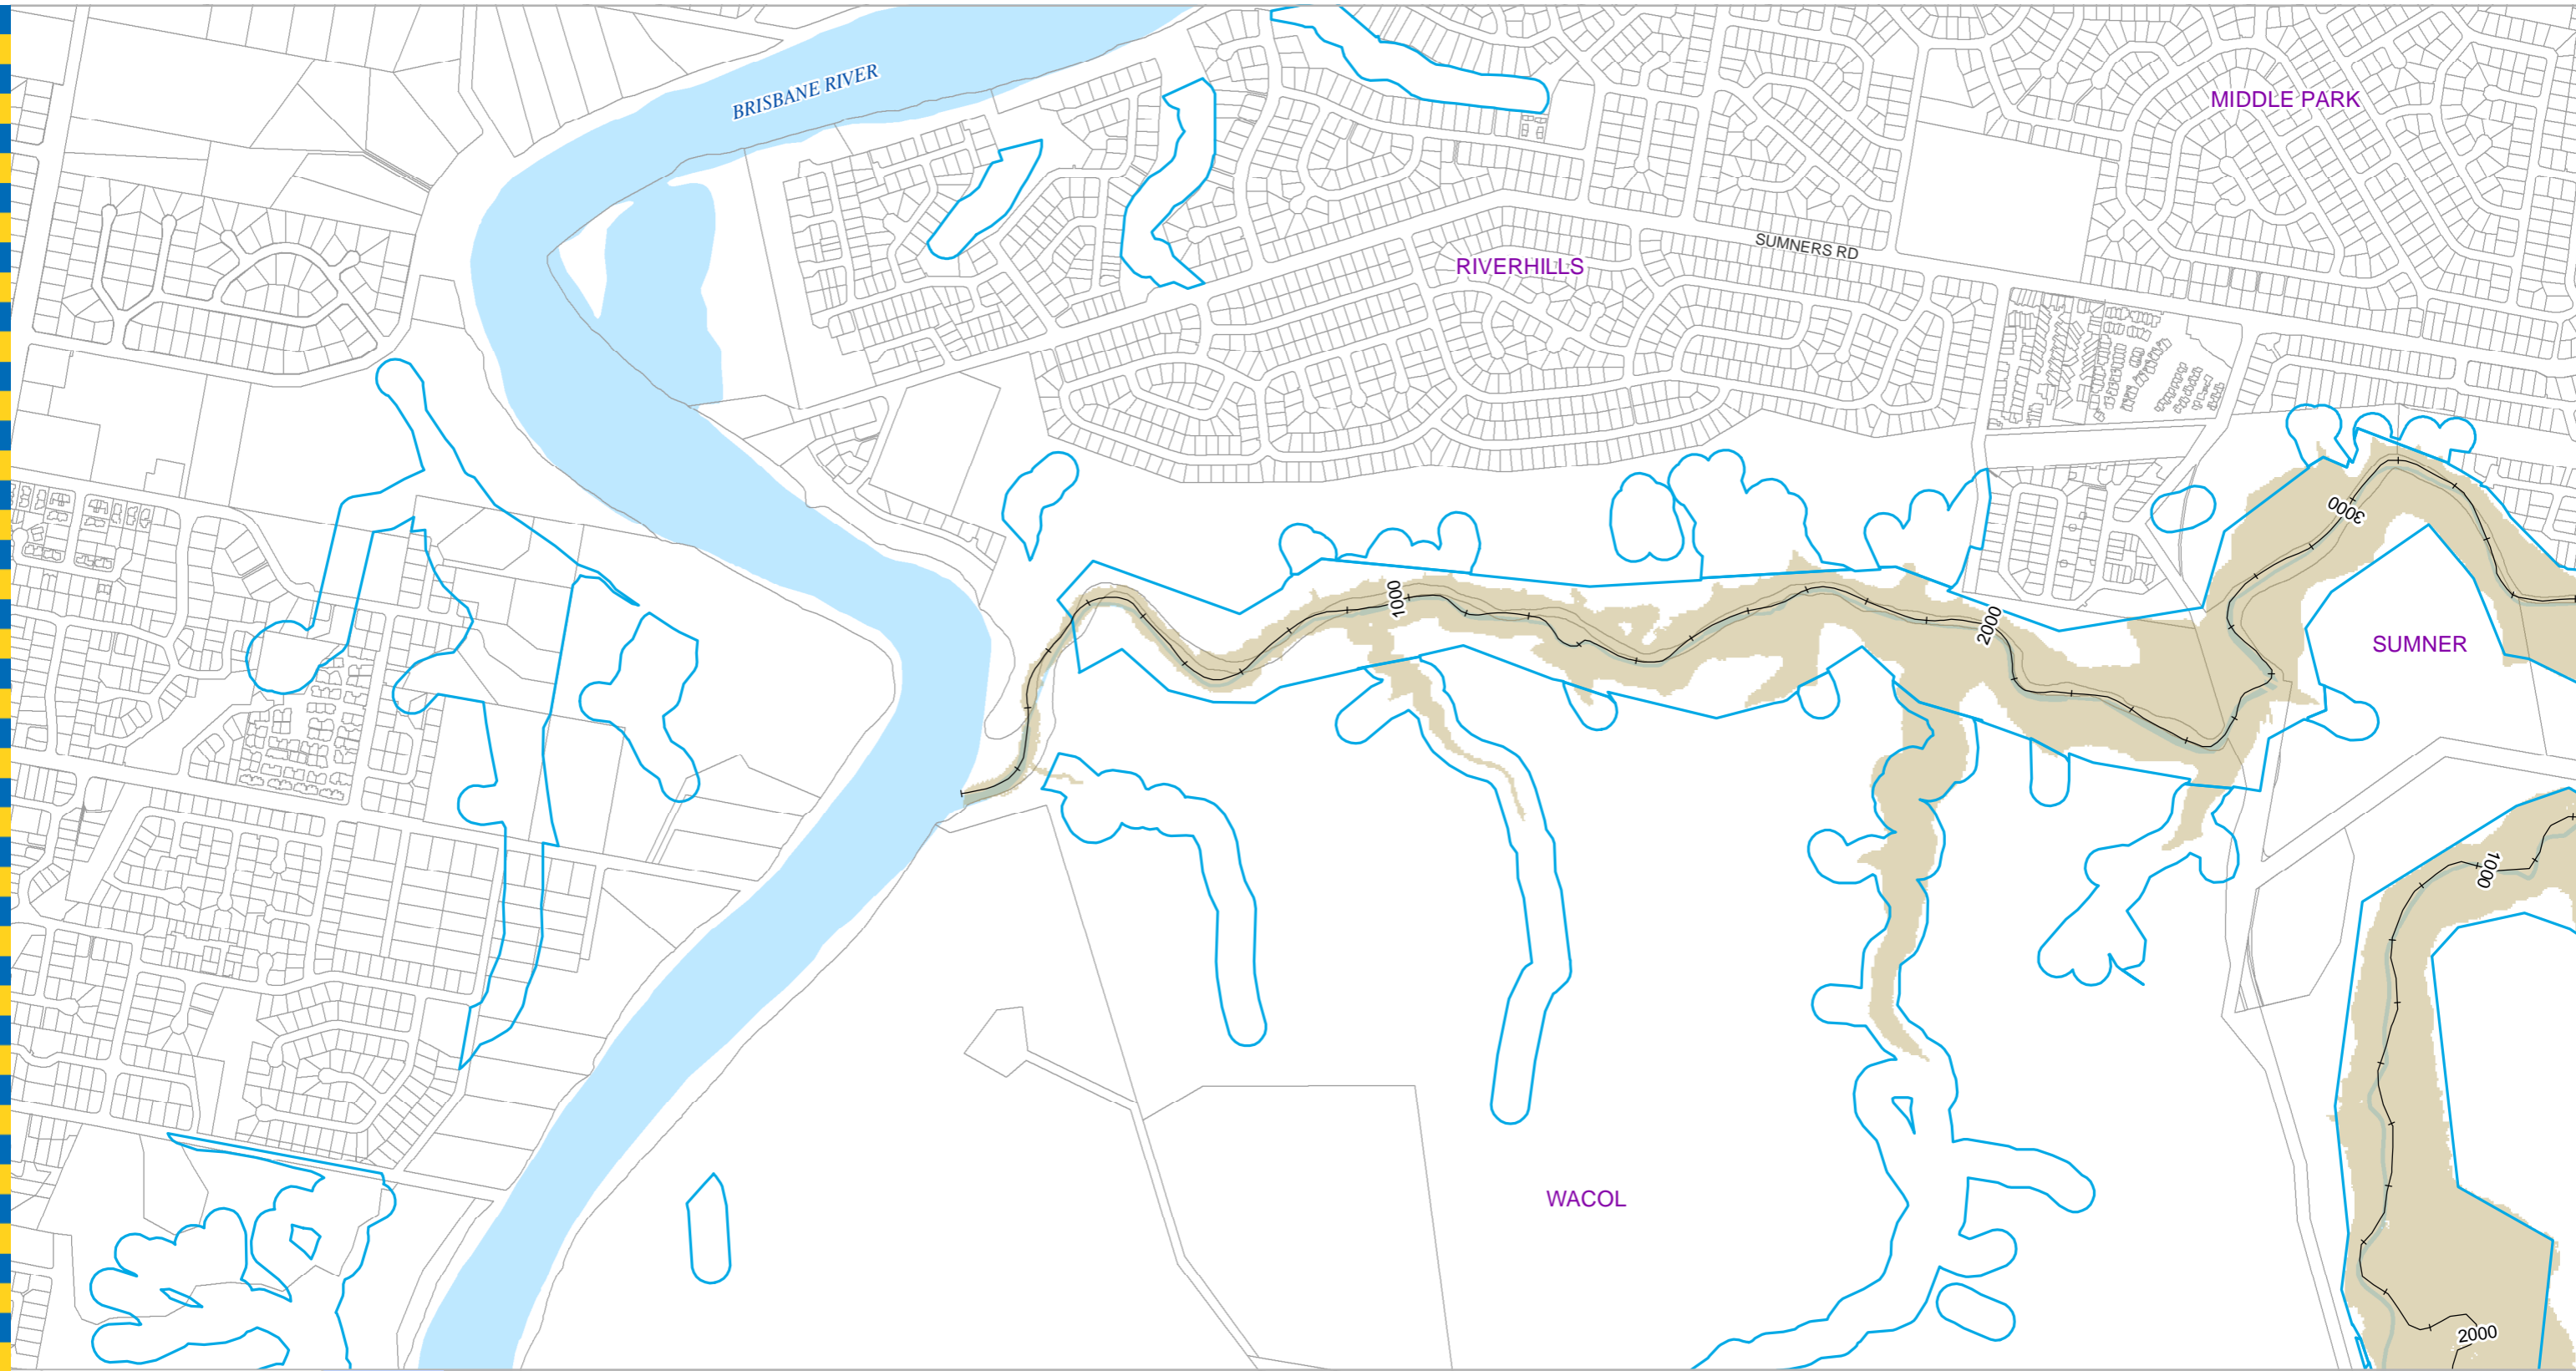 BRISBANE RIVER
MIDDLE PARK
SUMNERS RD
RIVERHILLS
3000
1000
2000
SUMNER
1000
WACOL
2000